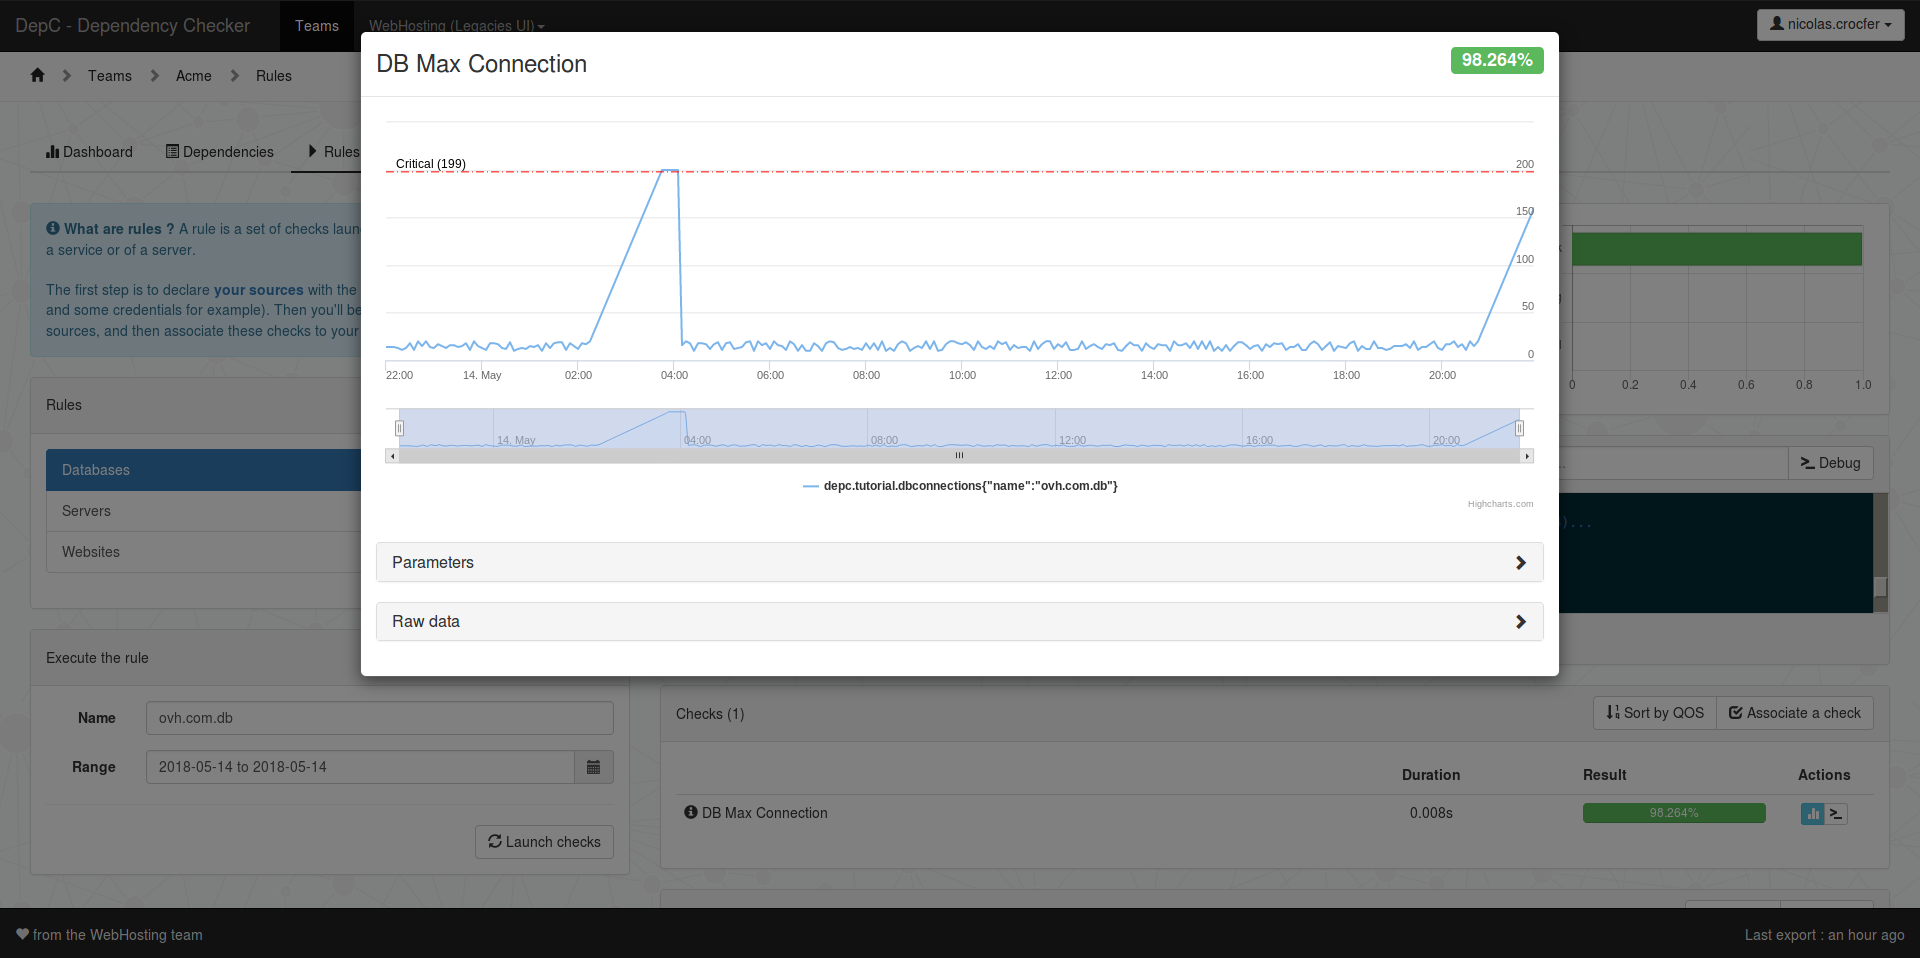 DepC - Dependency Checker
Teams
WebHosting (Legacies UI)
nicolas.crocfer
Teams
Acme
Rules
DB Max Connection
98.264%
Dashboard
Dependencies
Rules
Critical (199)
200
150
100
50
0
22:00
14. May
02:00
04:00
06:00
08:00
10:00
12:00
14:00
16:00
18:00
20:00
14. May
04:00
08:00
12:00
16:00
20:00
depc.tutorial.dbconnections{"name":"ovh.com.db"}
Highcharts.com
Parameters
Raw data
What are rules ? A rule is a set of checks
a service or of a server.
The first step is to declare your sources with the
and some credentials for example). Then you'll be
sources, and then associate these checks to your
0
0.2
0.4
0.6
0.8
1.0
Rules
Databases
Servers
Websites
Debug
)...
Execute the rule
Name
ovh.com.db
Range
2018-05-14 to 2018-05-14
Launch checks
Checks (1)
Sort by QOS
Associate a check
Duration
Result
Actions
DB Max Connection
0.008s
98.264%
from the WebHosting team
Last export : an hour ago